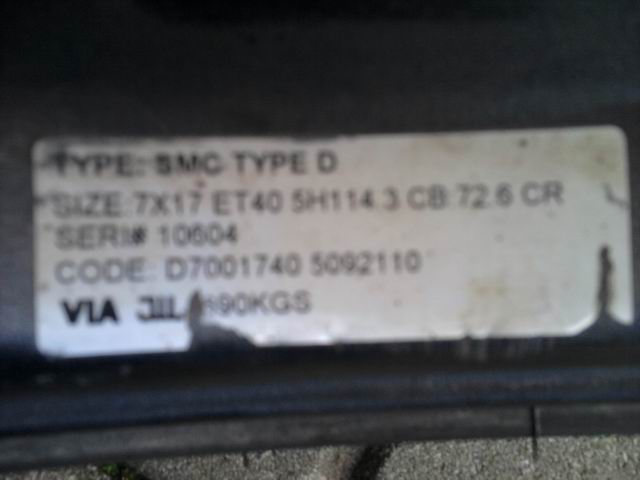 TYPE: SMC TYPE D
SIZE:7X17 ET40 5H114.3 CB:72.6 CR
SERI# 10604
CODE: D7001740 5092110
VIA JWL 690KGS